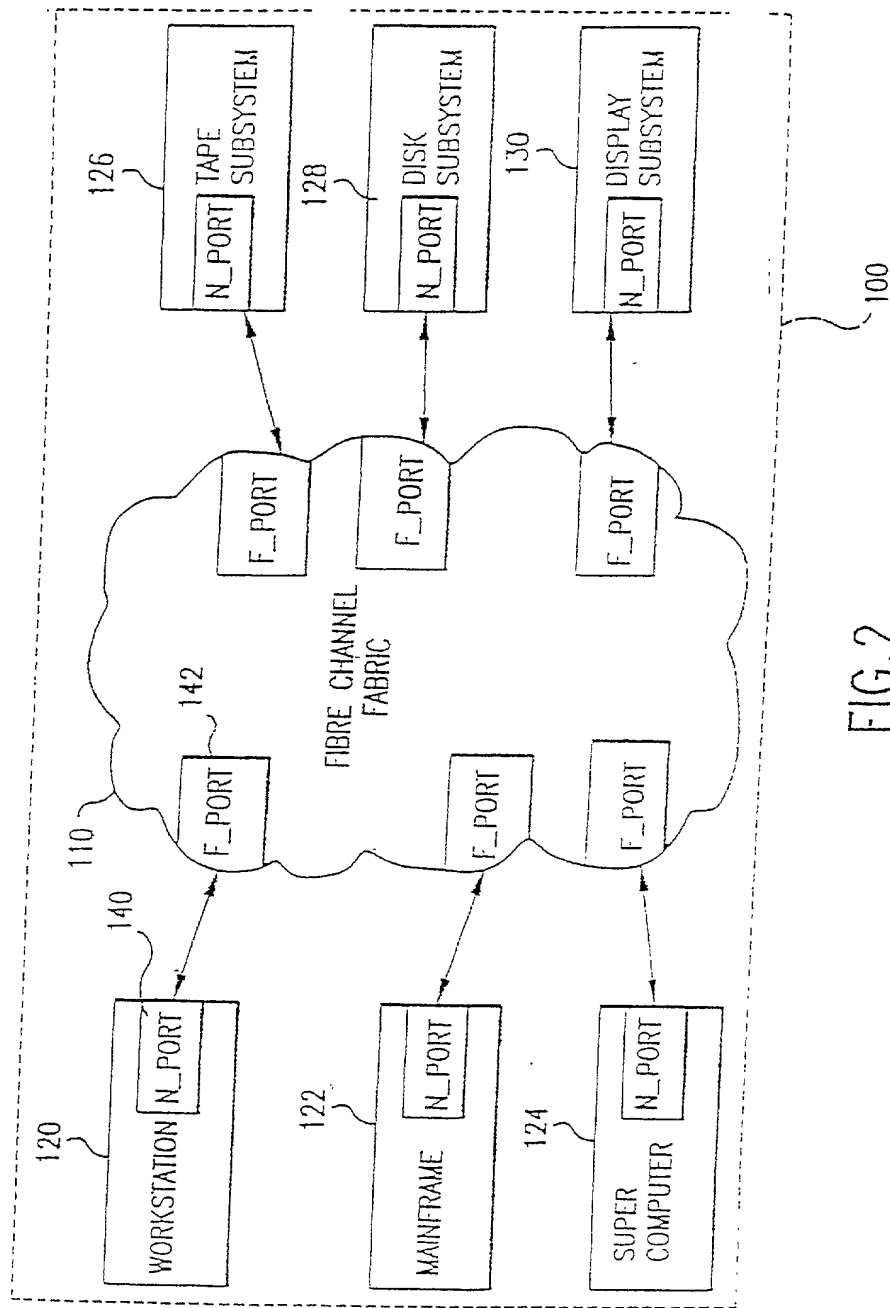 120
WORKSTATION
N_PORT
140
122
MAINFRAME
N_PORT
124
SUPER
COMPUTER
N_PORT
110
F_PORT
142
F_PORT
F_PORT
FIBRE CHANNEL
FABRIC
F_PORT
F_PORT
F_PORT
126
N_PORT
TAPE
SUBSYSTEM
128
N_PORT
DISK
SUBSYSTEM
130
N_PORT
DISPLAY
SUBSYSTEM
100
FIG.2